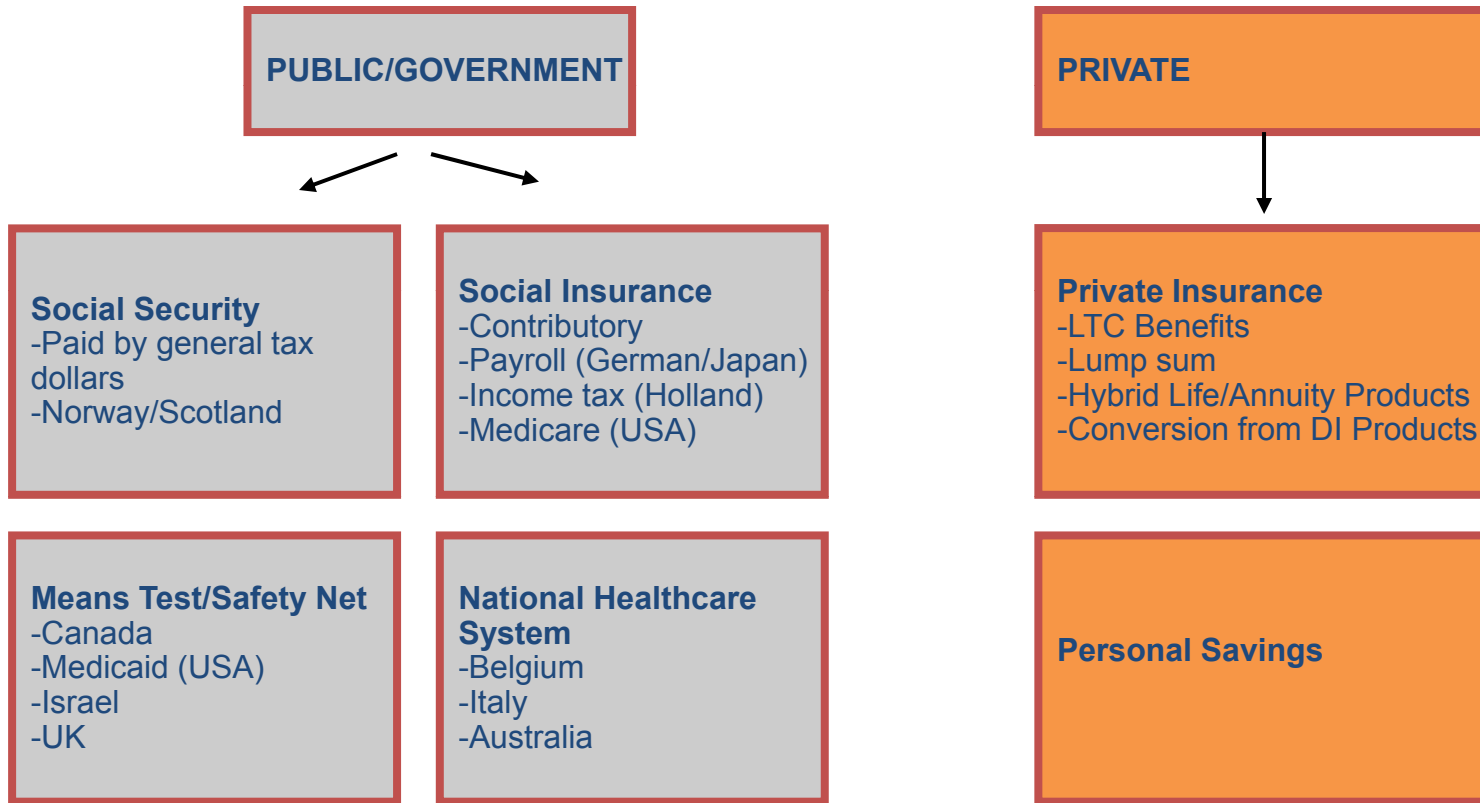 PUBLIC/GOVERNMENT
PRIVATE
Social Security
-Paid by general tax
dollars
-Norway/Scotland
Social Insurance
-Contributory
-Payroll (German/Japan)
-Income tax (Holland)
-Medicare (USA)
Private Insurance
-LTC Benefits
-Lump sum
-Hybrid Life/Annuity Products
-Conversion from DI Products
Means Test/Safety Net
-Canada
-Medicaid (USA)
-Israel
-UK
National Healthcare
System
-Belgium
-Italy
-Australia
Personal Savings